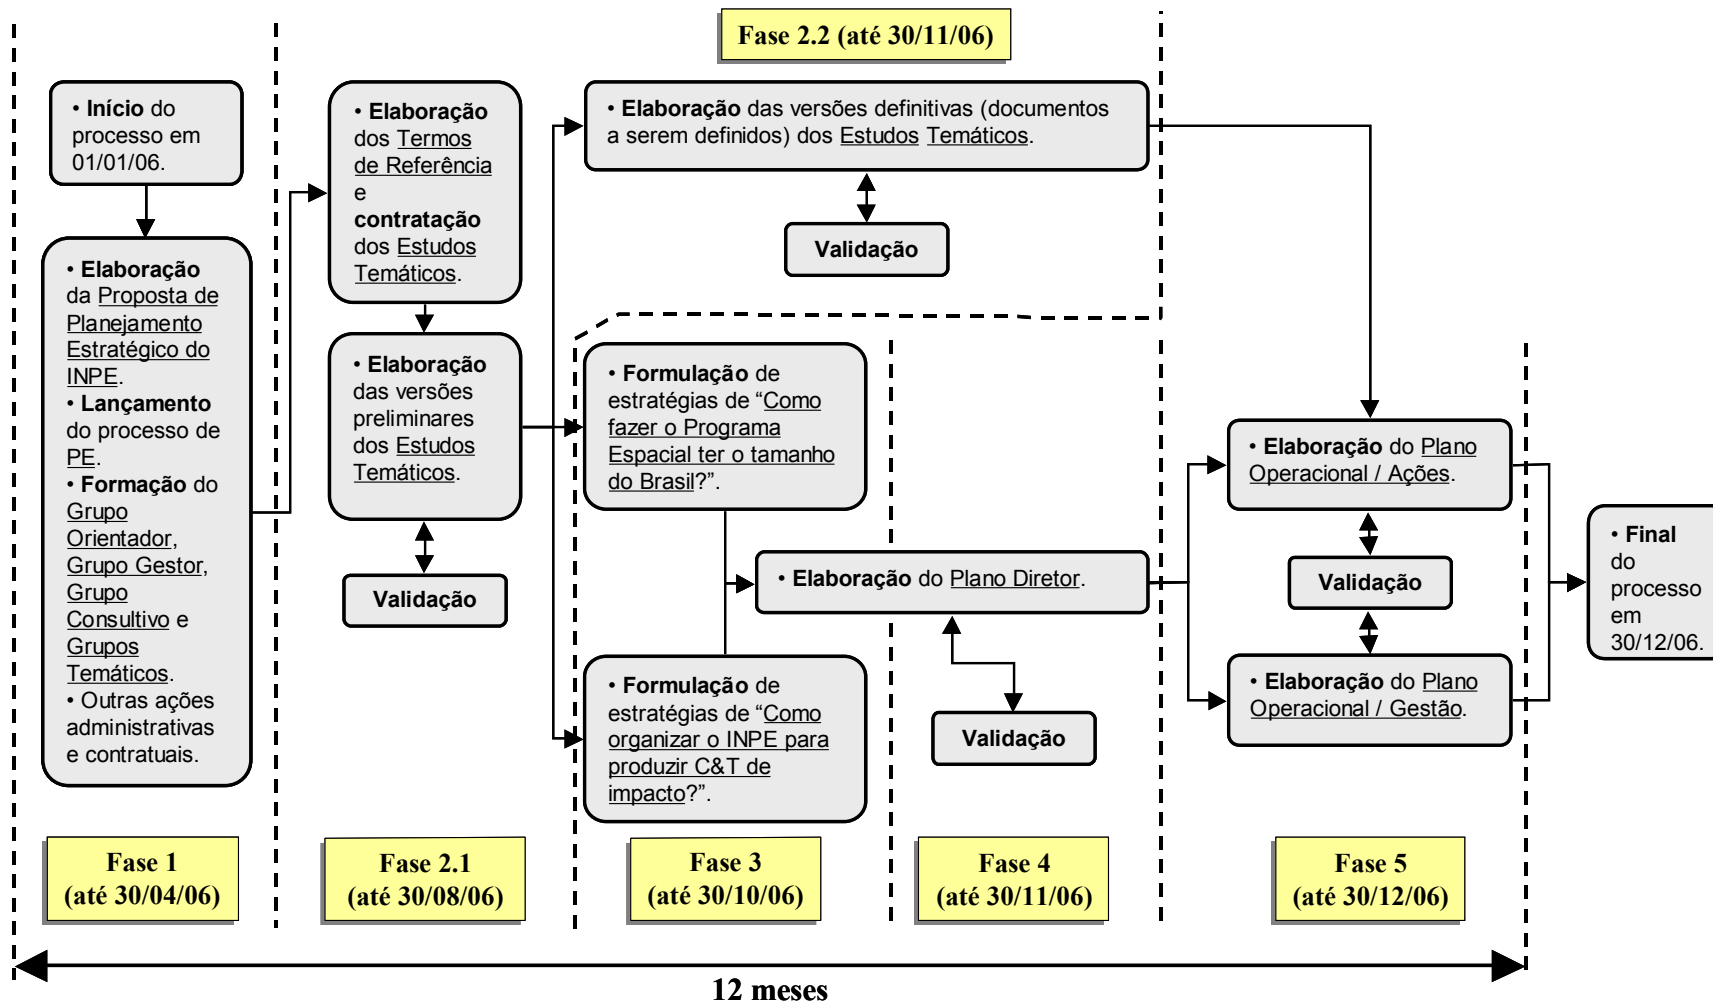 Fase 2.2 (até 30/11/06)
• Início do
processo em
01/01/06.
• Elaboração
da Proposta de
Planejamento
Estratégico do
INPE.
• Lançamento
do processo de
PE.
• Formação do
Grupo
Orientador,
Grupo Gestor,
Grupo
Consultivo e
Grupos
Temáticos.
• Outras ações
administrativas
e contratuais.
• Elaboração
dos Termos
de Referência
e
contratação
dos Estudos
Temáticos.
• Elaboração
das versões
preliminares
dos Estudos
Temáticos.
Validação
• Elaboração das versões definitivas (documentos
a serem definidos) dos Estudos Temáticos.
Validação
• Formulação de
estratégias de “Como
fazer o Programa
Espacial ter o tamanho
do Brasil?”.
• Elaboração do Plano Diretor.
• Formulação de
estratégias de “Como
organizar o INPE para
produzir C&T de
impacto?”.
Validação
• Elaboração do Plano
Operacional / Ações.
Validação
• Elaboração do Plano
Operacional / Gestão.
• Final
do
processo
em
30/12/06.
Fase 1
(até 30/04/06)
Fase 2.1
(até 30/08/06)
Fase 3
(até 30/10/06)
Fase 4
(até 30/11/06)
Fase 5
(até 30/12/06)
12 meses